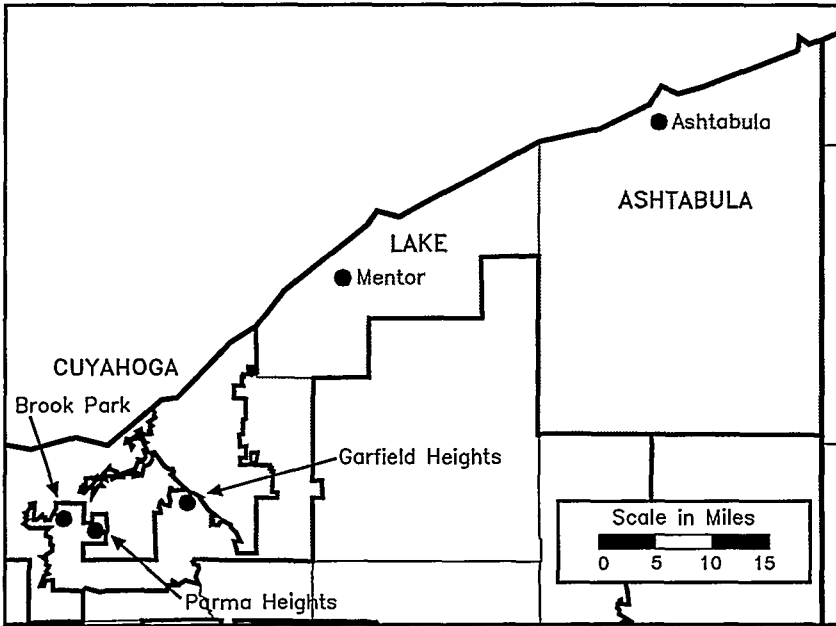 Ashtabula
ASHTABULA
LAKE
Mentor
CUYAHOGA
Brook Park
Garfield Heights
Scale in Miles
0 5 10 15
Parma Heights